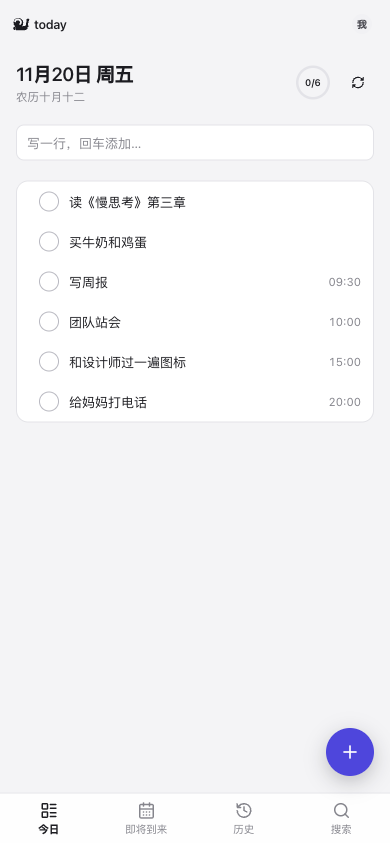 today
我
11月20日 周五
农历十月十二
0/6
写一行，回车添加...
读《慢思考》第三章
买牛奶和鸡蛋
写周报 09:30
团队站会 10:00
和设计师过一遍图标 15:00
给妈妈打电话 20:00
今日 即将到来 历史 搜索